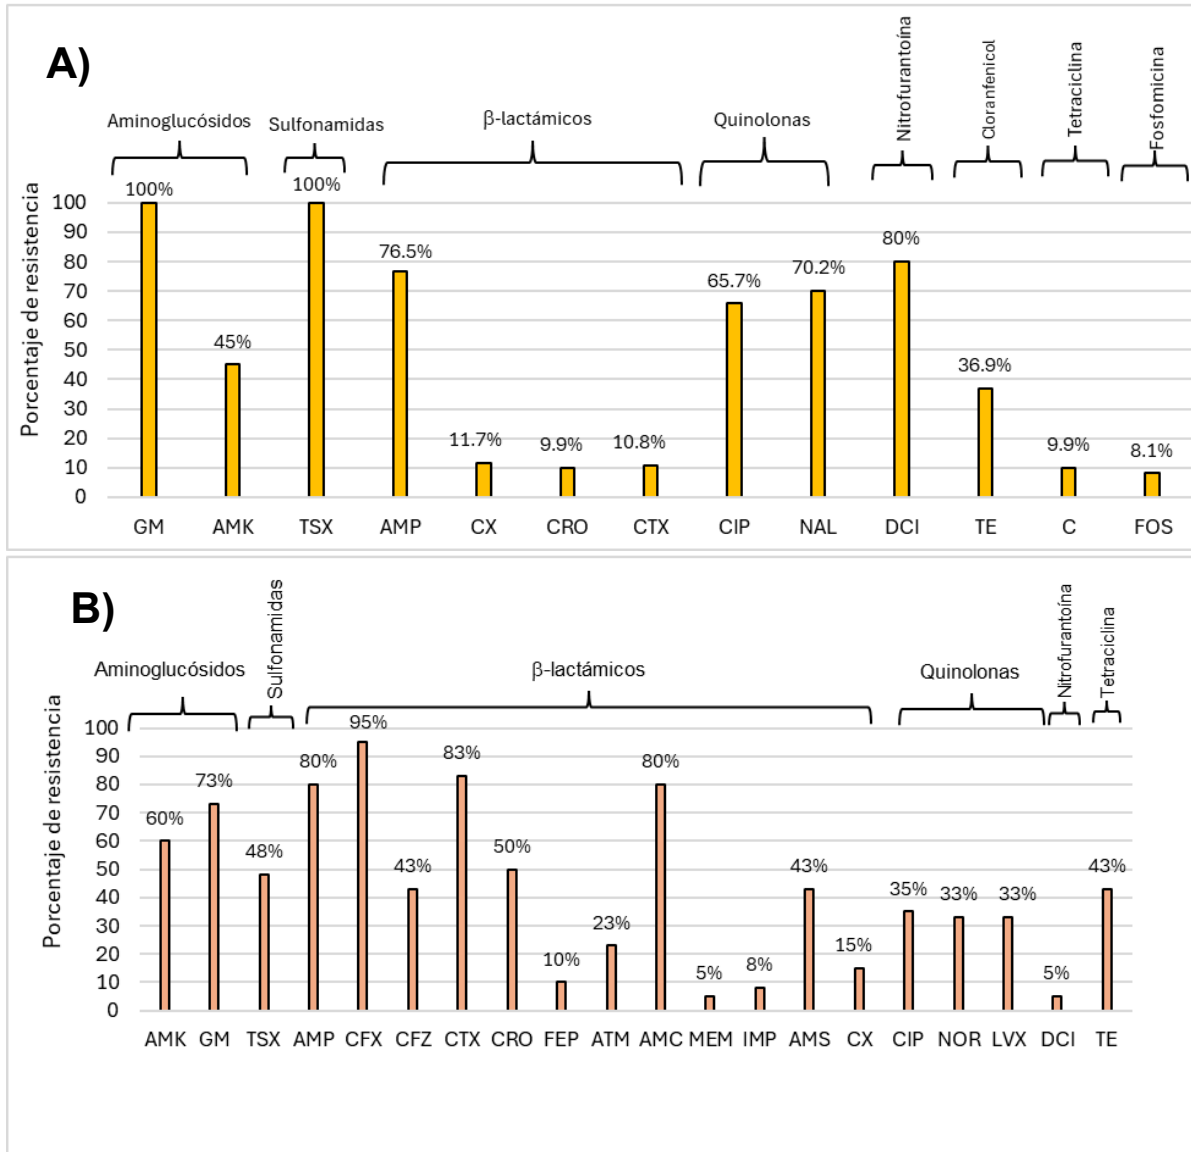 A)
Aminoglucósidos
Sulfonamidas
β-lactámicos
Quinolonas
Nitrofurantoína
Cloranfenicol
Tetraciclina
Fosfomicina
Porcentaje de resistencia
100
90
80
70
60
50
40
30
20
10
0
100%
45%
100%
76.5%
11.7%
9.9%
10.8%
65.7%
70.2%
80%
36.9%
9.9%
8.1%
GM AMK TSX AMP CX CRO CTX CIP NAL DCI TE C FOS
B)
Aminoglucósidos
Sulfonamidas
β-lactámicos
Quinolonas
Nitrofurantoína
Tetraciclina
Porcentaje de resistencia
100
90
80
70
60
50
40
30
20
10
0
60%
73%
48%
80%
95%
43%
83%
50%
10%
23%
80%
5%
8%
43%
15%
35%
33%
33%
5%
43%
AMK GM TSX AMP CFX CFZ CTX CRO FEP ATM AMC MEM IMP AMS CX CIP NOR LVX DCI TE